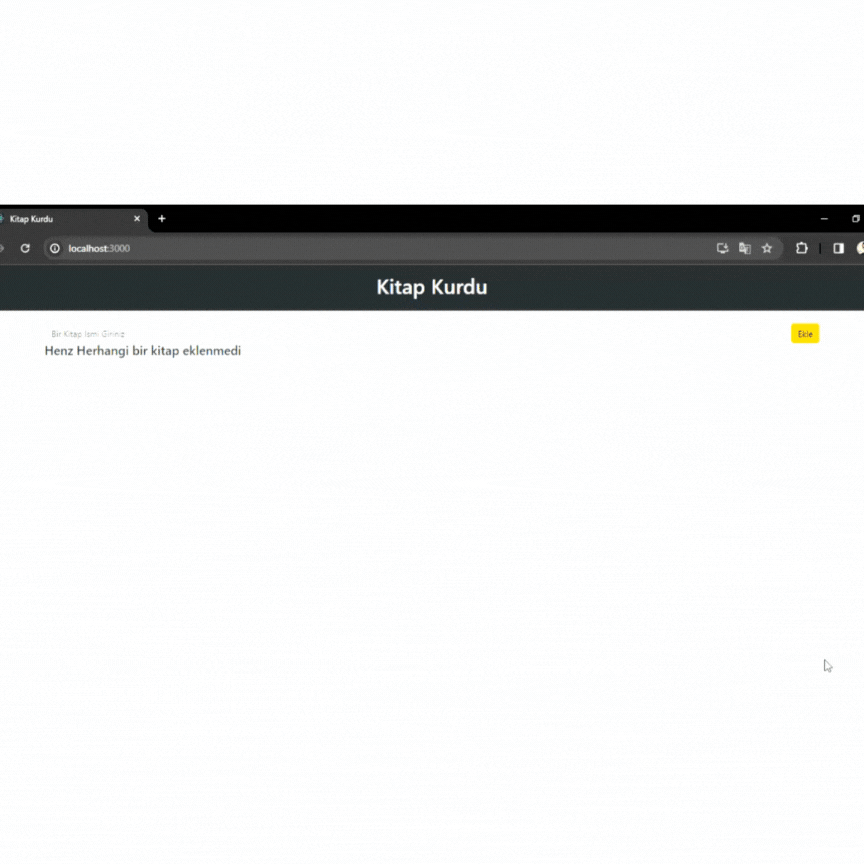 Kitap Kurdu
localhost:3000
Kitap Kurdu
Bir Kitap İsmi Giriniz
Ekle
Henz Herhangi bir kitap eklenmedi